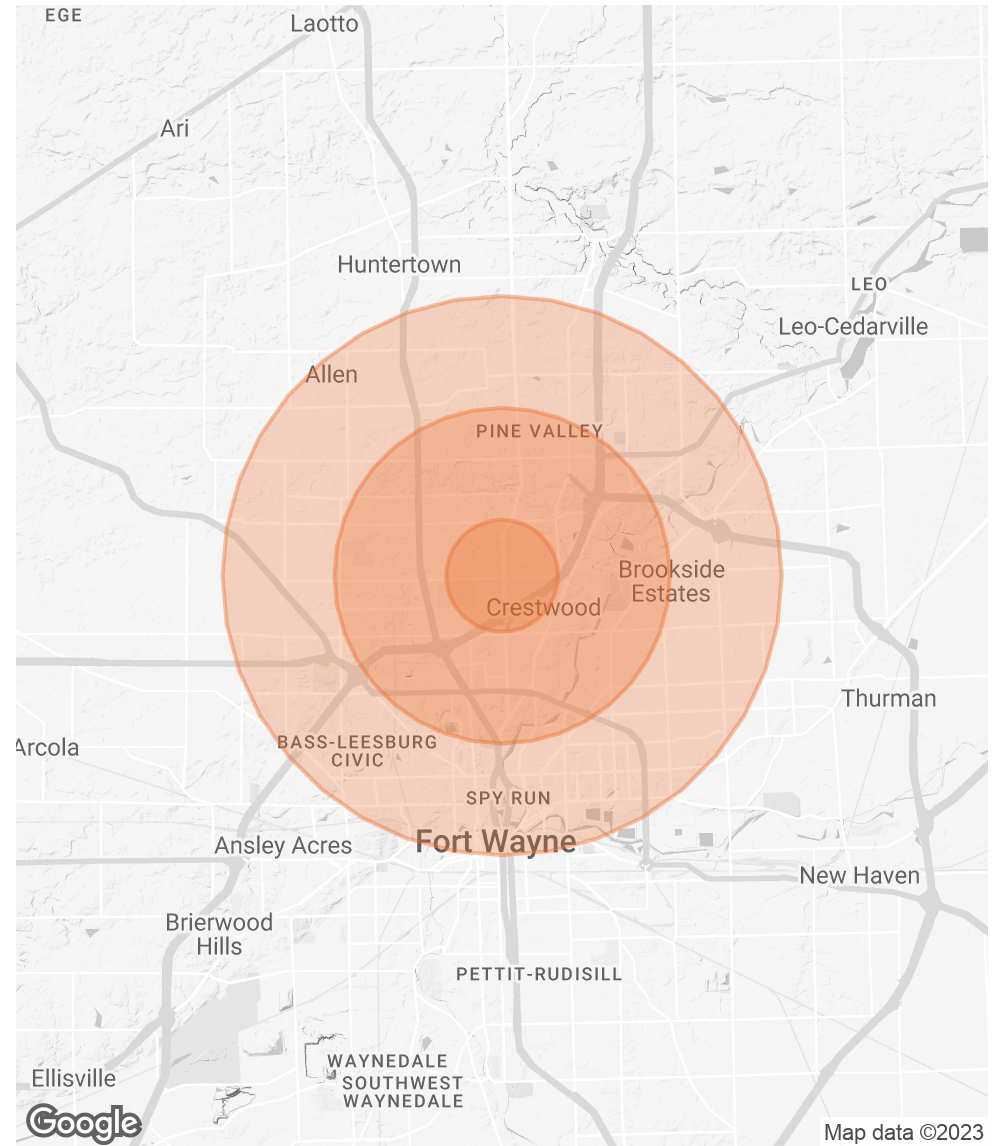 EGE
Laotto
Ari
Huntertown
LEO
Leo-Cedarville
Allen
PINE VALLEY
Brookside
Estates
Crestwood
Thurman
Arcola
BASS-LEESBURG
CIVIC
SPY RUN
Fort Wayne
Ansley Acres
New Haven
Brierwood
Hills
PETTIT-RUDISILL
WAYNEDALE
SOUTHWEST
WAYNEDALE
Ellisville
Google
Map data ©2023